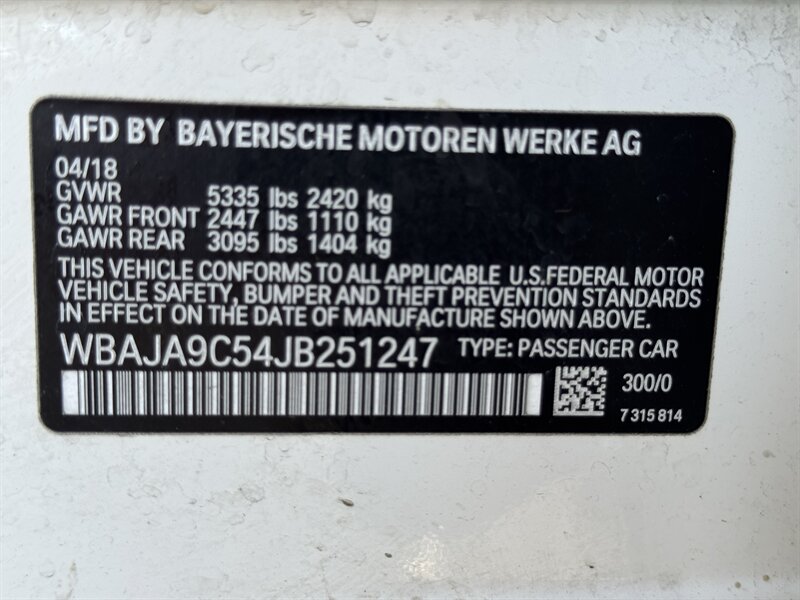 MFD BY BAYERISCHE MOTOREN WERKE AG
04/18
GVWR 5335 lbs 2420 kg
GAWR FRONT 2447 lbs 1110 kg
GAWR REAR 3095 lbs 1404 kg
THIS VEHICLE CONFORMS TO ALL APPLICABLE U.S.FEDERAL MOTOR
VEHICLE SAFETY, BUMPER AND THEFT PREVENTION STANDARDS
IN EFFECT ON THE DATE OF MANUFACTURE SHOWN ABOVE.
WBAJA9C54JB251247 TYPE: PASSENGER CAR
300/0
7 315 814